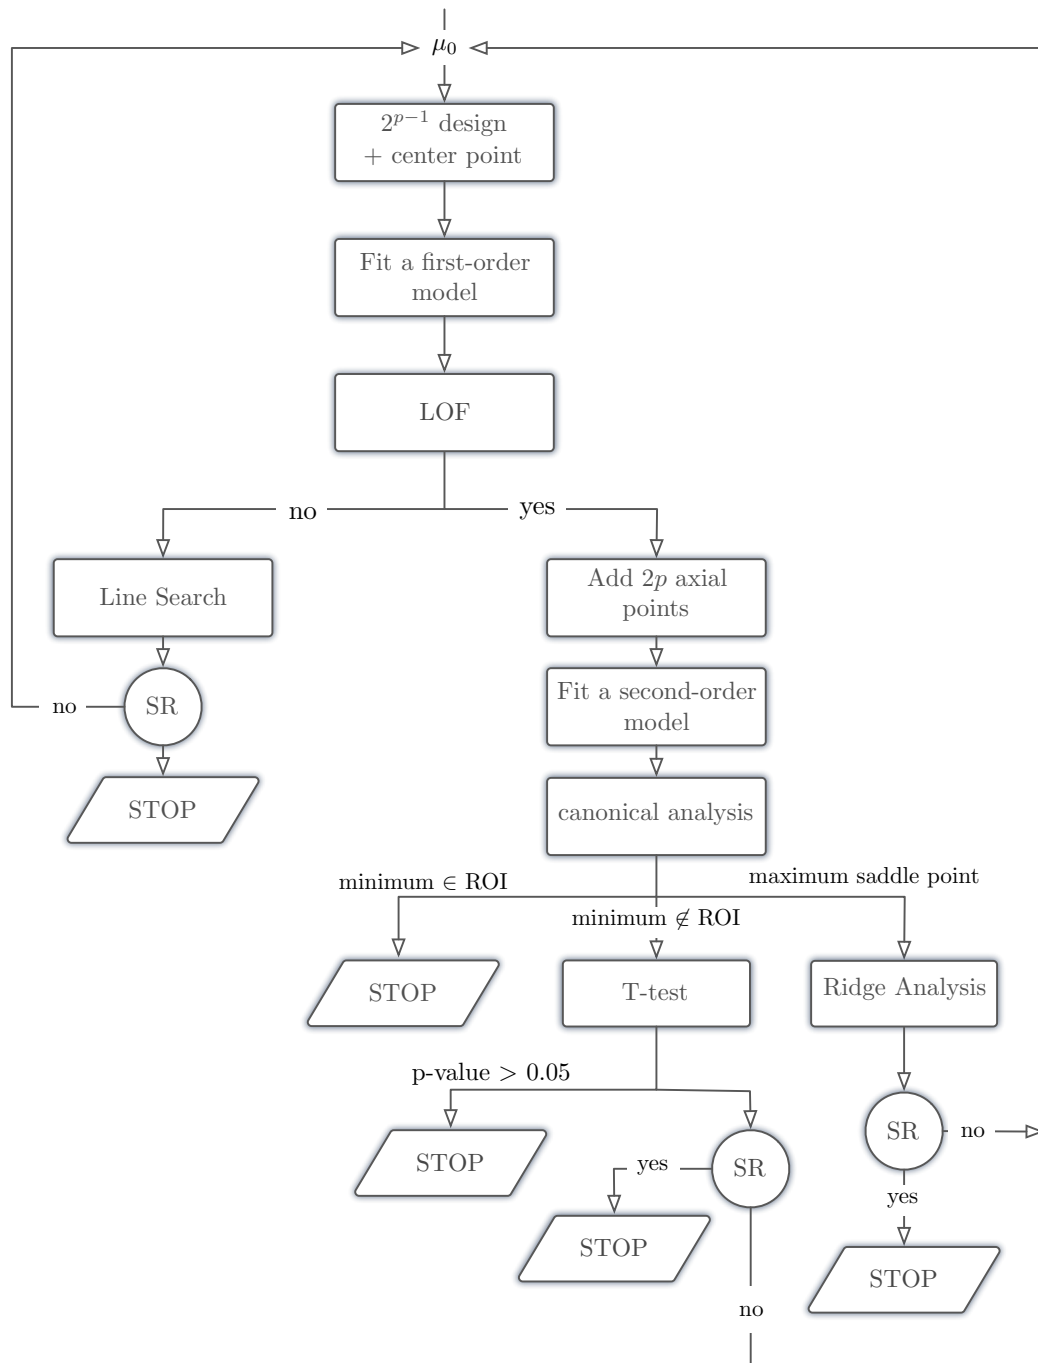 μ₀
2ᵖ⁻¹ design
+ center point
Fit a first-order
model
LOF
no
yes
Line Search
Add 2p axial
points
SR
no
Fit a second-order
model
STOP
canonical analysis
minimum ∈ ROI
maximum saddle point
minimum ∉ ROI
STOP
T-test
Ridge Analysis
p-value > 0.05
SR
no
STOP
yes
SR
yes
STOP
STOP
no